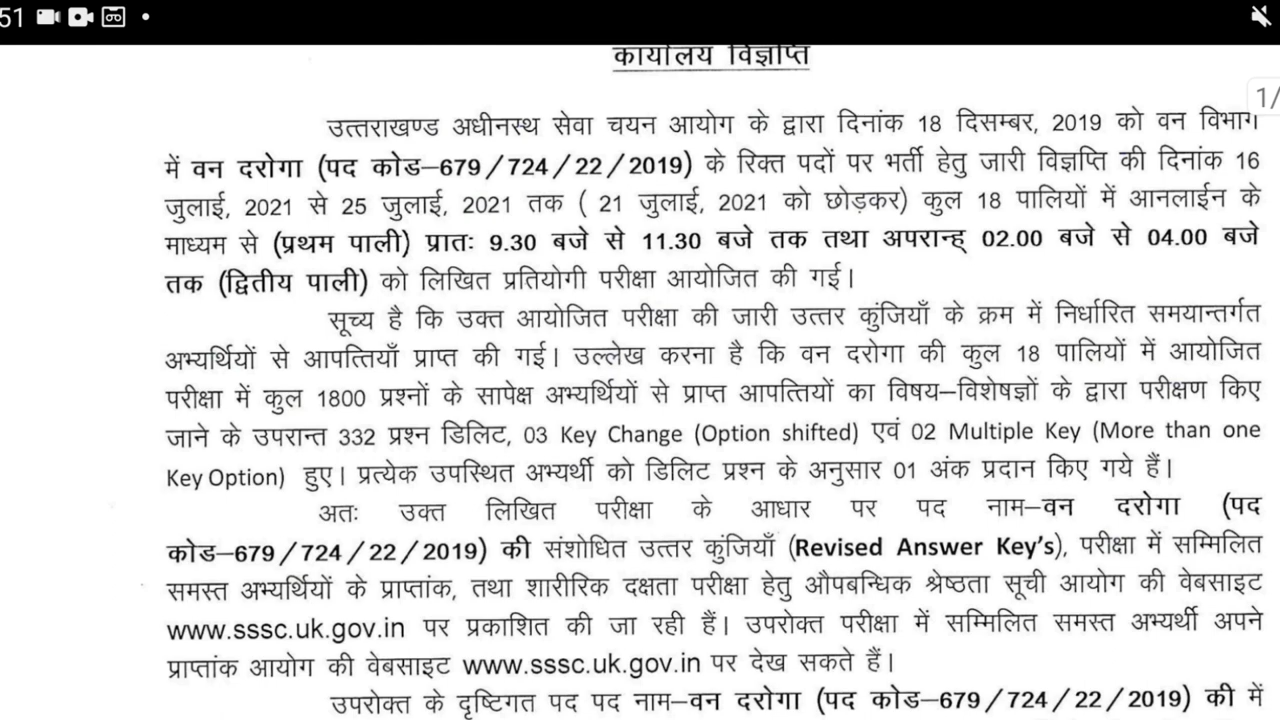 51
कार्यालय विज्ञप्ति
1/
उत्तराखण्ड अधीनस्थ सेवा चयन आयोग के द्वारा दिनांक 18 दिसम्बर, 2019 को वन विभाग
में वन दरोगा (पद कोड–679/724/22/2019) के रिक्त पदों पर भर्ती हेतु जारी विज्ञप्ति की दिनांक 16
जुलाई, 2021 से 25 जुलाई, 2021 तक ( 21 जुलाई, 2021 को छोड़कर) कुल 18 पालियों में आनलाईन के
माध्यम से (प्रथम पाली) प्रातः 9.30 बजे से 11.30 बजे तक तथा अपरान्ह् 02.00 बजे से 04.00 बजे
तक (द्वितीय पाली) को लिखित प्रतियोगी परीक्षा आयोजित की गई।
सूच्य है कि उक्त आयोजित परीक्षा की जारी उत्तर कुंजियाँ के क्रम में निर्धारित समयान्तर्गत
अभ्यर्थियों से आपत्तियाँ प्राप्त की गई। उल्लेख करना है कि वन दरोगा की कुल 18 पालियों में आयोजित
परीक्षा में कुल 1800 प्रश्नों के सापेक्ष अभ्यर्थियों से प्राप्त आपत्तियों का विषय–विशेषज्ञों के द्वारा परीक्षण किए
जाने के उपरान्त 332 प्रश्न डिलिट, 03 Key Change (Option shifted) एवं 02 Multiple Key (More than one
Key Option) हुए। प्रत्येक उपस्थित अभ्यर्थी को डिलिट प्रश्न के अनुसार 01 अंक प्रदान किए गये हैं।
अतः उक्त लिखित परीक्षा के आधार पर पद नाम–वन दरोगा (पद
कोड–679/724/22/2019) की संशोधित उत्तर कुंजियाँ (Revised Answer Key's), परीक्षा में सम्मिलित
समस्त अभ्यर्थियों के प्राप्तांक, तथा शारीरिक दक्षता परीक्षा हेतु औपबन्धिक श्रेष्ठता सूची आयोग की वेबसाइट
www.sssc.uk.gov.in पर प्रकाशित की जा रही हैं। उपरोक्त परीक्षा में सम्मिलित समस्त अभ्यर्थी अपने
प्राप्तांक आयोग की वेबसाइट www.sssc.uk.gov.in पर देख सकते हैं।
उपरोक्त के दृष्टिगत पद पद नाम–वन दरोगा (पद कोड–679/724/22/2019) की में